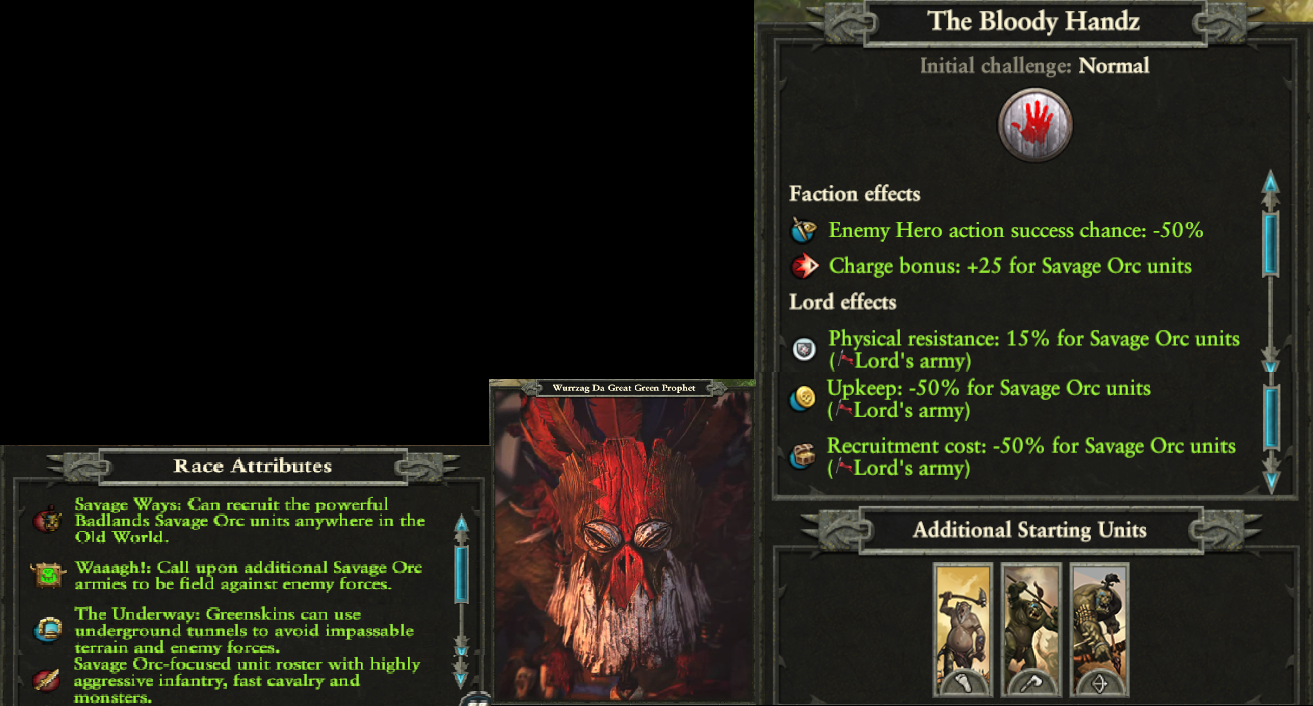 The Bloody Handz
Initial challenge: Normal
Faction effects
Enemy Hero action success chance: -50%
Charge bonus: +25 for Savage Orc units
Lord effects
Physical resistance: 15% for Savage Orc units
(Lord's army)
Upkeep: -50% for Savage Orc units
(Lord's army)
Recruitment cost: -50% for Savage Orc units
(Lord's army)
Additional Starting Units
Wurrzag Da Great Green Prophet
Race Attributes
Savage Ways: Can recruit the powerful
Badlands Savage Orc units anywhere in the
Old World.
Waaagh!: Call upon additional Savage Orc
armies to be field against enemy forces.
The Underway: Greenskins can use
underground tunnels to avoid impassable
terrain and enemy forces.
Savage Orc-focused unit roster with highly
aggressive infantry, fast cavalry and
monsters.